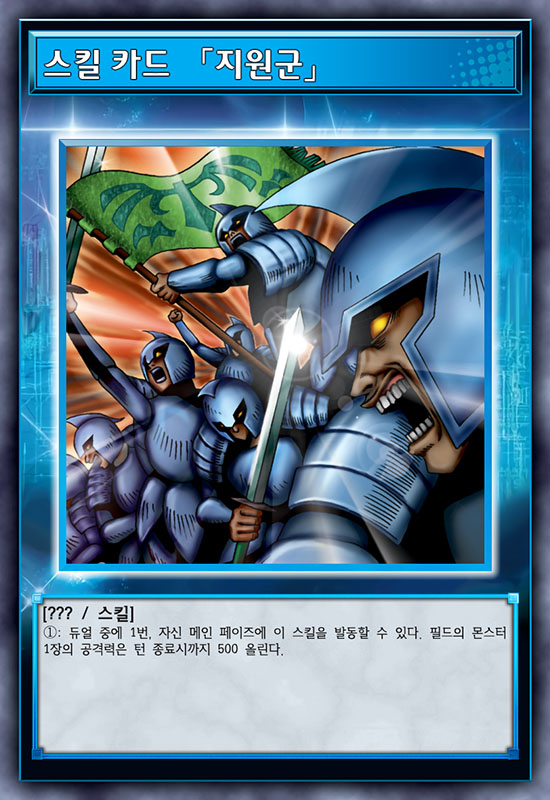 스킬 카드 「지원군」
[??? / 스킬]
①: 듀얼 중에 1번, 자신 메인 페이즈에 이 스킬을 발동할 수 있다. 필드의 몬스터
1장의 공격력은 턴 종료시까지 500 올린다.